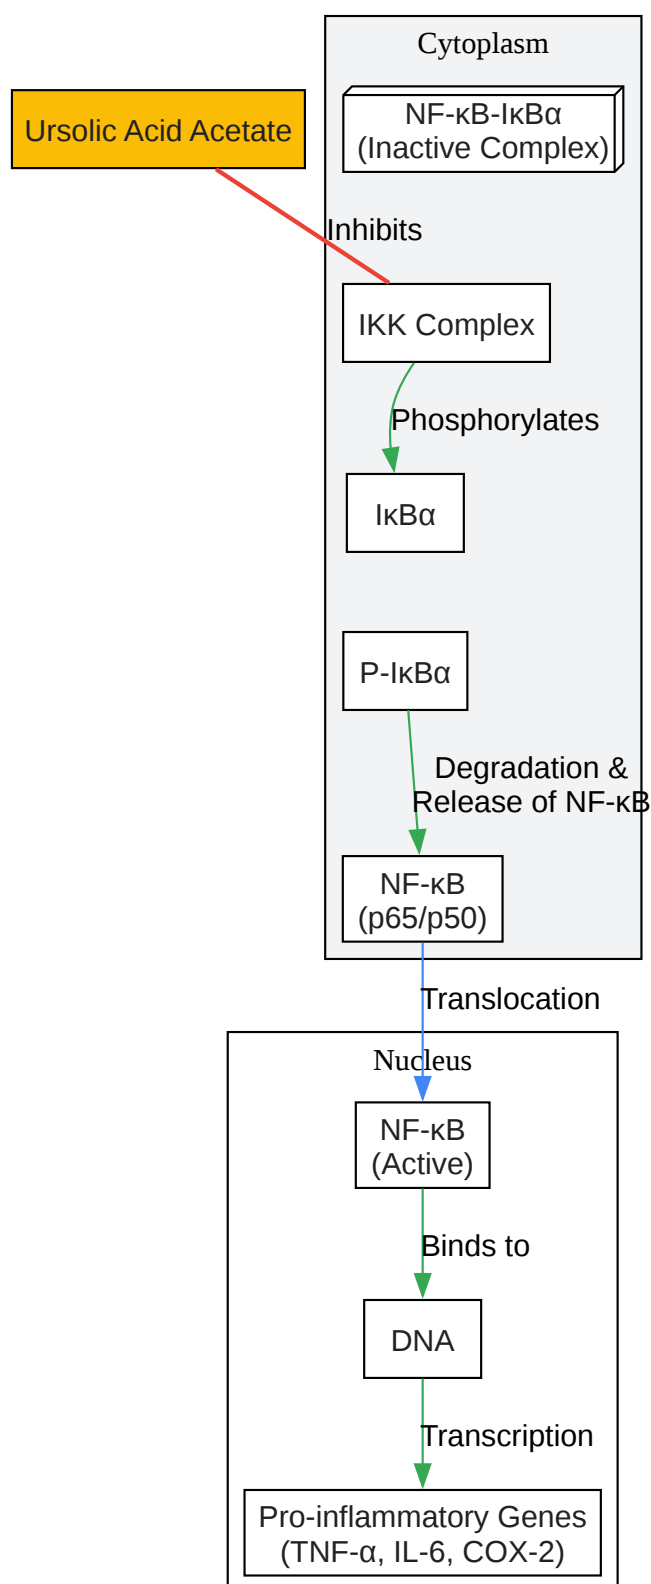 Cytoplasm
Ursolic Acid Acetate
NF-κB-IκBα
(Inactive Complex)
Inhibits
IKK Complex
Phosphorylates
IκBα
P-IκBα
Degradation &
Release of NF-κB
NF-κB
(p65/p50)
Translocation
Nucleus
NF-κB
(Active)
Binds to
DNA
Transcription
Pro-inflammatory Genes
(TNF-α, IL-6, COX-2)